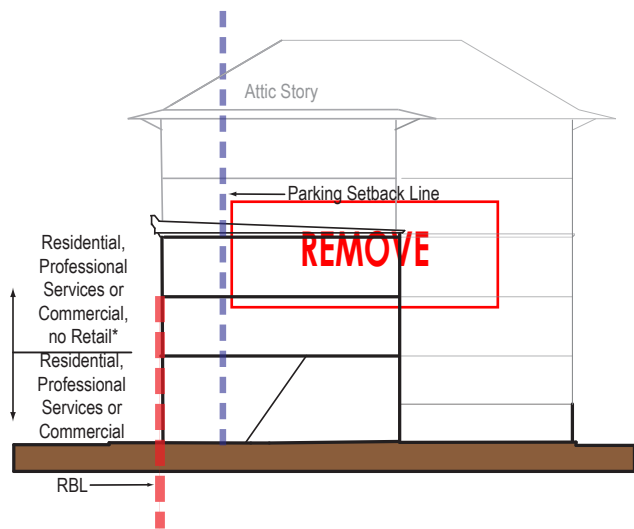 Attic Story
Parking Setback Line
REMOVE
Residential,
Professional
Services or
Commercial,
no Retail*
Residential,
Professional
Services or
Commercial
RBL